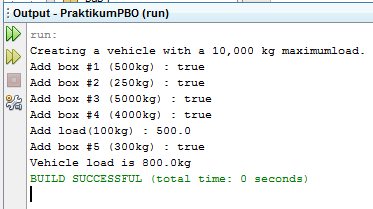 Output - PraktikumPBO (run)
run:
Creating a vehicle with a 10,000 kg maximumload.
Add box #1 (500kg) : true
Add box #2 (250kg) : true
Add box #3 (5000kg) : true
Add box #4 (4000kg) : true
Add load(100kg) : 500.0
Add box #5 (300kg) : true
Vehicle load is 800.0kg
BUILD SUCCESSFUL (total time: 0 seconds)